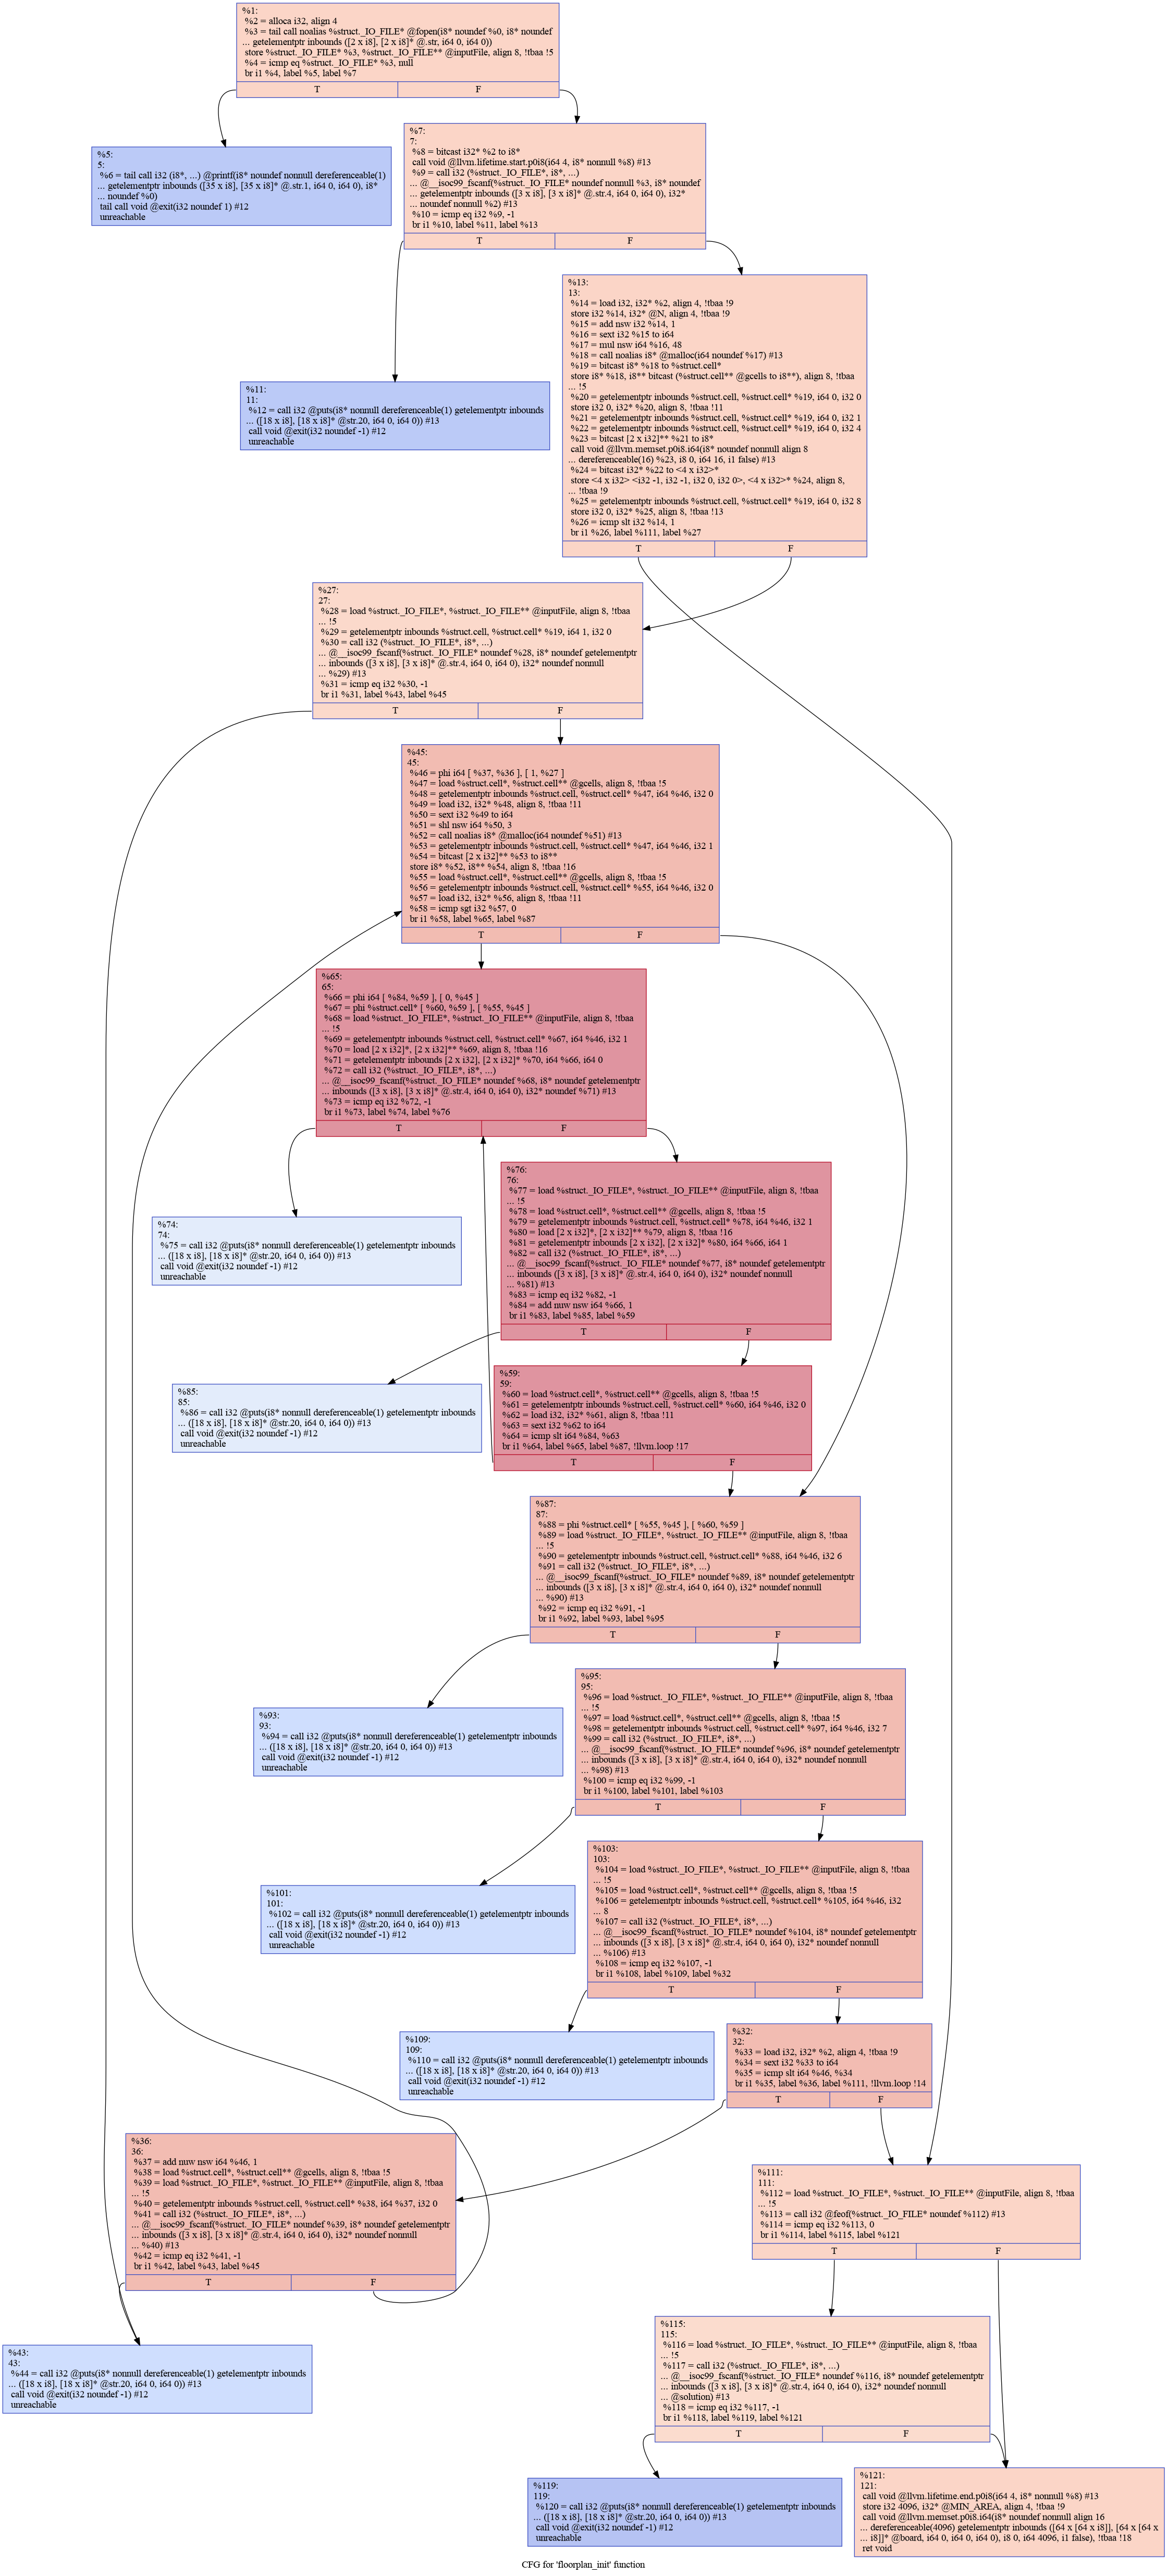 %1:
%2 = alloca i32, align 4
%3 = tail call noalias %struct._IO_FILE* @fopen(i8* noundef %0, i8* noundef
... getelementptr inbounds ([2 x i8], [2 x i8]* @.str, i64 0, i64 0))
store %struct._IO_FILE* %3, %struct._IO_FILE** @inputFile, align 8, !tbaa !5
%4 = icmp eq %struct._IO_FILE* %3, null
br i1 %4, label %5, label %7
T F
%5:
5:
%6 = tail call i32 (i8*, ...) @printf(i8* noundef nonnull dereferenceable(1)
... getelementptr inbounds ([35 x i8], [35 x i8]* @.str.1, i64 0, i64 0), i8*
... noundef %0)
tail call void @exit(i32 noundef 1) #12
unreachable
%7:
7:
%8 = bitcast i32* %2 to i8*
call void @llvm.lifetime.start.p0i8(i64 4, i8* nonnull %8) #13
%9 = call i32 (%struct._IO_FILE*, i8*, ...)
... @__isoc99_fscanf(%struct._IO_FILE* noundef nonnull %3, i8* noundef
... getelementptr inbounds ([3 x i8], [3 x i8]* @.str.4, i64 0, i64 0), i32*
... noundef nonnull %2) #13
%10 = icmp eq i32 %9, -1
br i1 %10, label %11, label %13
T F
%13:
13:
%14 = load i32, i32* %2, align 4, !tbaa !9
store i32 %14, i32* @N, align 4, !tbaa !9
%15 = add nsw i32 %14, 1
%16 = sext i32 %15 to i64
%17 = mul nsw i64 %16, 48
%18 = call noalias i8* @malloc(i64 noundef %17) #13
%19 = bitcast i8* %18 to %struct.cell*
store i8* %18, i8** bitcast (%struct.cell** @gcells to i8**), align 8, !tbaa
... !5
%20 = getelementptr inbounds %struct.cell, %struct.cell* %19, i64 0, i32 0
store i32 0, i32* %20, align 8, !tbaa !11
%21 = getelementptr inbounds %struct.cell, %struct.cell* %19, i64 0, i32 1
%22 = getelementptr inbounds %struct.cell, %struct.cell* %19, i64 0, i32 4
%23 = bitcast [2 x i32]** %21 to i8*
call void @llvm.memset.p0i8.i64(i8* noundef nonnull align 8
... dereferenceable(16) %23, i8 0, i64 16, i1 false) #13
%24 = bitcast i32* %22 to <4 x i32>*
store <4 x i32> <i32 -1, i32 -1, i32 0, i32 0>, <4 x i32>* %24, align 8,
... !tbaa !9
%25 = getelementptr inbounds %struct.cell, %struct.cell* %19, i64 0, i32 8
store i32 0, i32* %25, align 8, !tbaa !13
%26 = icmp slt i32 %14, 1
br i1 %26, label %111, label %27
T F
%11:
11:
%12 = call i32 @puts(i8* nonnull dereferenceable(1) getelementptr inbounds
... ([18 x i8], [18 x i8]* @str.20, i64 0, i64 0)) #13
call void @exit(i32 noundef -1) #12
unreachable
%27:
27:
%28 = load %struct._IO_FILE*, %struct._IO_FILE** @inputFile, align 8, !tbaa
... !5
%29 = getelementptr inbounds %struct.cell, %struct.cell* %19, i64 1, i32 0
%30 = call i32 (%struct._IO_FILE*, i8*, ...)
... @__isoc99_fscanf(%struct._IO_FILE* noundef %28, i8* noundef getelementptr
... inbounds ([3 x i8], [3 x i8]* @.str.4, i64 0, i64 0), i32* noundef nonnull
... %29) #13
%31 = icmp eq i32 %30, -1
br i1 %31, label %43, label %45
T F
%45:
45:
%46 = phi i64 [ %37, %36 ], [ 1, %27 ]
%47 = load %struct.cell*, %struct.cell** @gcells, align 8, !tbaa !5
%48 = getelementptr inbounds %struct.cell, %struct.cell* %47, i64 %46, i32 0
%49 = load i32, i32* %48, align 8, !tbaa !11
%50 = sext i32 %49 to i64
%51 = shl nsw i64 %50, 3
%52 = call noalias i8* @malloc(i64 noundef %51) #13
%53 = getelementptr inbounds %struct.cell, %struct.cell* %47, i64 %46, i32 1
%54 = bitcast [2 x i32]** %53 to i8**
store i8* %52, i8** %54, align 8, !tbaa !16
%55 = load %struct.cell*, %struct.cell** @gcells, align 8, !tbaa !5
%56 = getelementptr inbounds %struct.cell, %struct.cell* %55, i64 %46, i32 0
%57 = load i32, i32* %56, align 8, !tbaa !11
%58 = icmp sgt i32 %57, 0
br i1 %58, label %65, label %87
T F
%65:
65:
%66 = phi i64 [ %84, %59 ], [ 0, %45 ]
%67 = phi %struct.cell* [ %60, %59 ], [ %55, %45 ]
%68 = load %struct._IO_FILE*, %struct._IO_FILE** @inputFile, align 8, !tbaa
... !5
%69 = getelementptr inbounds %struct.cell, %struct.cell* %67, i64 %46, i32 1
%70 = load [2 x i32]*, [2 x i32]** %69, align 8, !tbaa !16
%71 = getelementptr inbounds [2 x i32], [2 x i32]* %70, i64 %66, i64 0
%72 = call i32 (%struct._IO_FILE*, i8*, ...)
... @__isoc99_fscanf(%struct._IO_FILE* noundef %68, i8* noundef getelementptr
... inbounds ([3 x i8], [3 x i8]* @.str.4, i64 0, i64 0), i32* noundef %71) #13
%73 = icmp eq i32 %72, -1
br i1 %73, label %74, label %76
T F
%76:
76:
%77 = load %struct._IO_FILE*, %struct._IO_FILE** @inputFile, align 8, !tbaa
... !5
%78 = load %struct.cell*, %struct.cell** @gcells, align 8, !tbaa !5
%79 = getelementptr inbounds %struct.cell, %struct.cell* %78, i64 %46, i32 1
%80 = load [2 x i32]*, [2 x i32]** %79, align 8, !tbaa !16
%81 = getelementptr inbounds [2 x i32], [2 x i32]* %80, i64 %66, i64 1
%82 = call i32 (%struct._IO_FILE*, i8*, ...)
... @__isoc99_fscanf(%struct._IO_FILE* noundef %77, i8* noundef getelementptr
... inbounds ([3 x i8], [3 x i8]* @.str.4, i64 0, i64 0), i32* noundef nonnull
... %81) #13
%83 = icmp eq i32 %82, -1
%84 = add nuw nsw i64 %66, 1
br i1 %83, label %85, label %59
T F
%74:
74:
%75 = call i32 @puts(i8* nonnull dereferenceable(1) getelementptr inbounds
... ([18 x i8], [18 x i8]* @str.20, i64 0, i64 0)) #13
call void @exit(i32 noundef -1) #12
unreachable
%59:
59:
%60 = load %struct.cell*, %struct.cell** @gcells, align 8, !tbaa !5
%61 = getelementptr inbounds %struct.cell, %struct.cell* %60, i64 %46, i32 0
%62 = load i32, i32* %61, align 8, !tbaa !11
%63 = sext i32 %62 to i64
%64 = icmp slt i64 %84, %63
br i1 %64, label %65, label %87, !llvm.loop !17
T F
%85:
85:
%86 = call i32 @puts(i8* nonnull dereferenceable(1) getelementptr inbounds
... ([18 x i8], [18 x i8]* @str.20, i64 0, i64 0)) #13
call void @exit(i32 noundef -1) #12
unreachable
%87:
87:
%88 = phi %struct.cell* [ %55, %45 ], [ %60, %59 ]
%89 = load %struct._IO_FILE*, %struct._IO_FILE** @inputFile, align 8, !tbaa
... !5
%90 = getelementptr inbounds %struct.cell, %struct.cell* %88, i64 %46, i32 6
%91 = call i32 (%struct._IO_FILE*, i8*, ...)
... @__isoc99_fscanf(%struct._IO_FILE* noundef %89, i8* noundef getelementptr
... inbounds ([3 x i8], [3 x i8]* @.str.4, i64 0, i64 0), i32* noundef nonnull
... %90) #13
%92 = icmp eq i32 %91, -1
br i1 %92, label %93, label %95
T F
%95:
95:
%96 = load %struct._IO_FILE*, %struct._IO_FILE** @inputFile, align 8, !tbaa
... !5
%97 = load %struct.cell*, %struct.cell** @gcells, align 8, !tbaa !5
%98 = getelementptr inbounds %struct.cell, %struct.cell* %97, i64 %46, i32 7
%99 = call i32 (%struct._IO_FILE*, i8*, ...)
... @__isoc99_fscanf(%struct._IO_FILE* noundef %96, i8* noundef getelementptr
... inbounds ([3 x i8], [3 x i8]* @.str.4, i64 0, i64 0), i32* noundef nonnull
... %98) #13
%100 = icmp eq i32 %99, -1
br i1 %100, label %101, label %103
T F
%93:
93:
%94 = call i32 @puts(i8* nonnull dereferenceable(1) getelementptr inbounds
... ([18 x i8], [18 x i8]* @str.20, i64 0, i64 0)) #13
call void @exit(i32 noundef -1) #12
unreachable
%103:
103:
%104 = load %struct._IO_FILE*, %struct._IO_FILE** @inputFile, align 8, !tbaa
... !5
%105 = load %struct.cell*, %struct.cell** @gcells, align 8, !tbaa !5
%106 = getelementptr inbounds %struct.cell, %struct.cell* %105, i64 %46, i32
... 8
%107 = call i32 (%struct._IO_FILE*, i8*, ...)
... @__isoc99_fscanf(%struct._IO_FILE* noundef %104, i8* noundef getelementptr
... inbounds ([3 x i8], [3 x i8]* @.str.4, i64 0, i64 0), i32* noundef nonnull
... %106) #13
%108 = icmp eq i32 %107, -1
br i1 %108, label %109, label %32
T F
%101:
101:
%102 = call i32 @puts(i8* nonnull dereferenceable(1) getelementptr inbounds
... ([18 x i8], [18 x i8]* @str.20, i64 0, i64 0)) #13
call void @exit(i32 noundef -1) #12
unreachable
%109:
109:
%110 = call i32 @puts(i8* nonnull dereferenceable(1) getelementptr inbounds
... ([18 x i8], [18 x i8]* @str.20, i64 0, i64 0)) #13
call void @exit(i32 noundef -1) #12
unreachable
%32:
32:
%33 = load i32, i32* %2, align 4, !tbaa !9
%34 = sext i32 %33 to i64
%35 = icmp slt i64 %46, %34
br i1 %35, label %36, label %111, !llvm.loop !14
T F
%36:
36:
%37 = add nuw nsw i64 %46, 1
%38 = load %struct.cell*, %struct.cell** @gcells, align 8, !tbaa !5
%39 = load %struct._IO_FILE*, %struct._IO_FILE** @inputFile, align 8, !tbaa
... !5
%40 = getelementptr inbounds %struct.cell, %struct.cell* %38, i64 %37, i32 0
%41 = call i32 (%struct._IO_FILE*, i8*, ...)
... @__isoc99_fscanf(%struct._IO_FILE* noundef %39, i8* noundef getelementptr
... inbounds ([3 x i8], [3 x i8]* @.str.4, i64 0, i64 0), i32* noundef nonnull
... %40) #13
%42 = icmp eq i32 %41, -1
br i1 %42, label %43, label %45
T F
%111:
111:
%112 = load %struct._IO_FILE*, %struct._IO_FILE** @inputFile, align 8, !tbaa
... !5
%113 = call i32 @feof(%struct._IO_FILE* noundef %112) #13
%114 = icmp eq i32 %113, 0
br i1 %114, label %115, label %121
T F
%43:
43:
%44 = call i32 @puts(i8* nonnull dereferenceable(1) getelementptr inbounds
... ([18 x i8], [18 x i8]* @str.20, i64 0, i64 0)) #13
call void @exit(i32 noundef -1) #12
unreachable
%115:
115:
%116 = load %struct._IO_FILE*, %struct._IO_FILE** @inputFile, align 8, !tbaa
... !5
%117 = call i32 (%struct._IO_FILE*, i8*, ...)
... @__isoc99_fscanf(%struct._IO_FILE* noundef %116, i8* noundef getelementptr
... inbounds ([3 x i8], [3 x i8]* @.str.4, i64 0, i64 0), i32* noundef nonnull
... @solution) #13
%118 = icmp eq i32 %117, -1
br i1 %118, label %119, label %121
T F
%119:
119:
%120 = call i32 @puts(i8* nonnull dereferenceable(1) getelementptr inbounds
... ([18 x i8], [18 x i8]* @str.20, i64 0, i64 0)) #13
call void @exit(i32 noundef -1) #12
unreachable
%121:
121:
call void @llvm.lifetime.end.p0i8(i64 4, i8* nonnull %8) #13
store i32 4096, i32* @MIN_AREA, align 4, !tbaa !9
call void @llvm.memset.p0i8.i64(i8* noundef nonnull align 16
... dereferenceable(4096) getelementptr inbounds ([64 x [64 x i8]], [64 x [64 x
... i8]]* @board, i64 0, i64 0, i64 0), i8 0, i64 4096, i1 false), !tbaa !18
ret void
CFG for 'floorplan_init' function